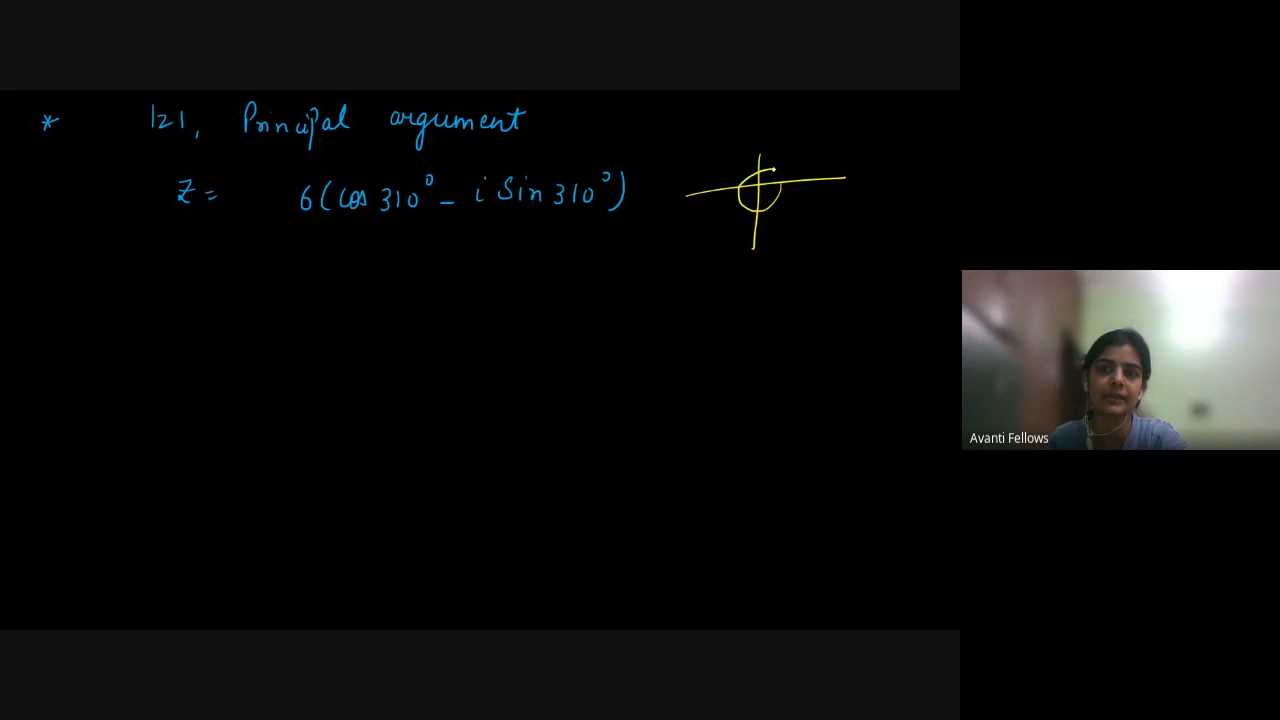 * |z|, Principal argument
z = 6(cos 310° - i Sin 310°)
Avanti Fellows